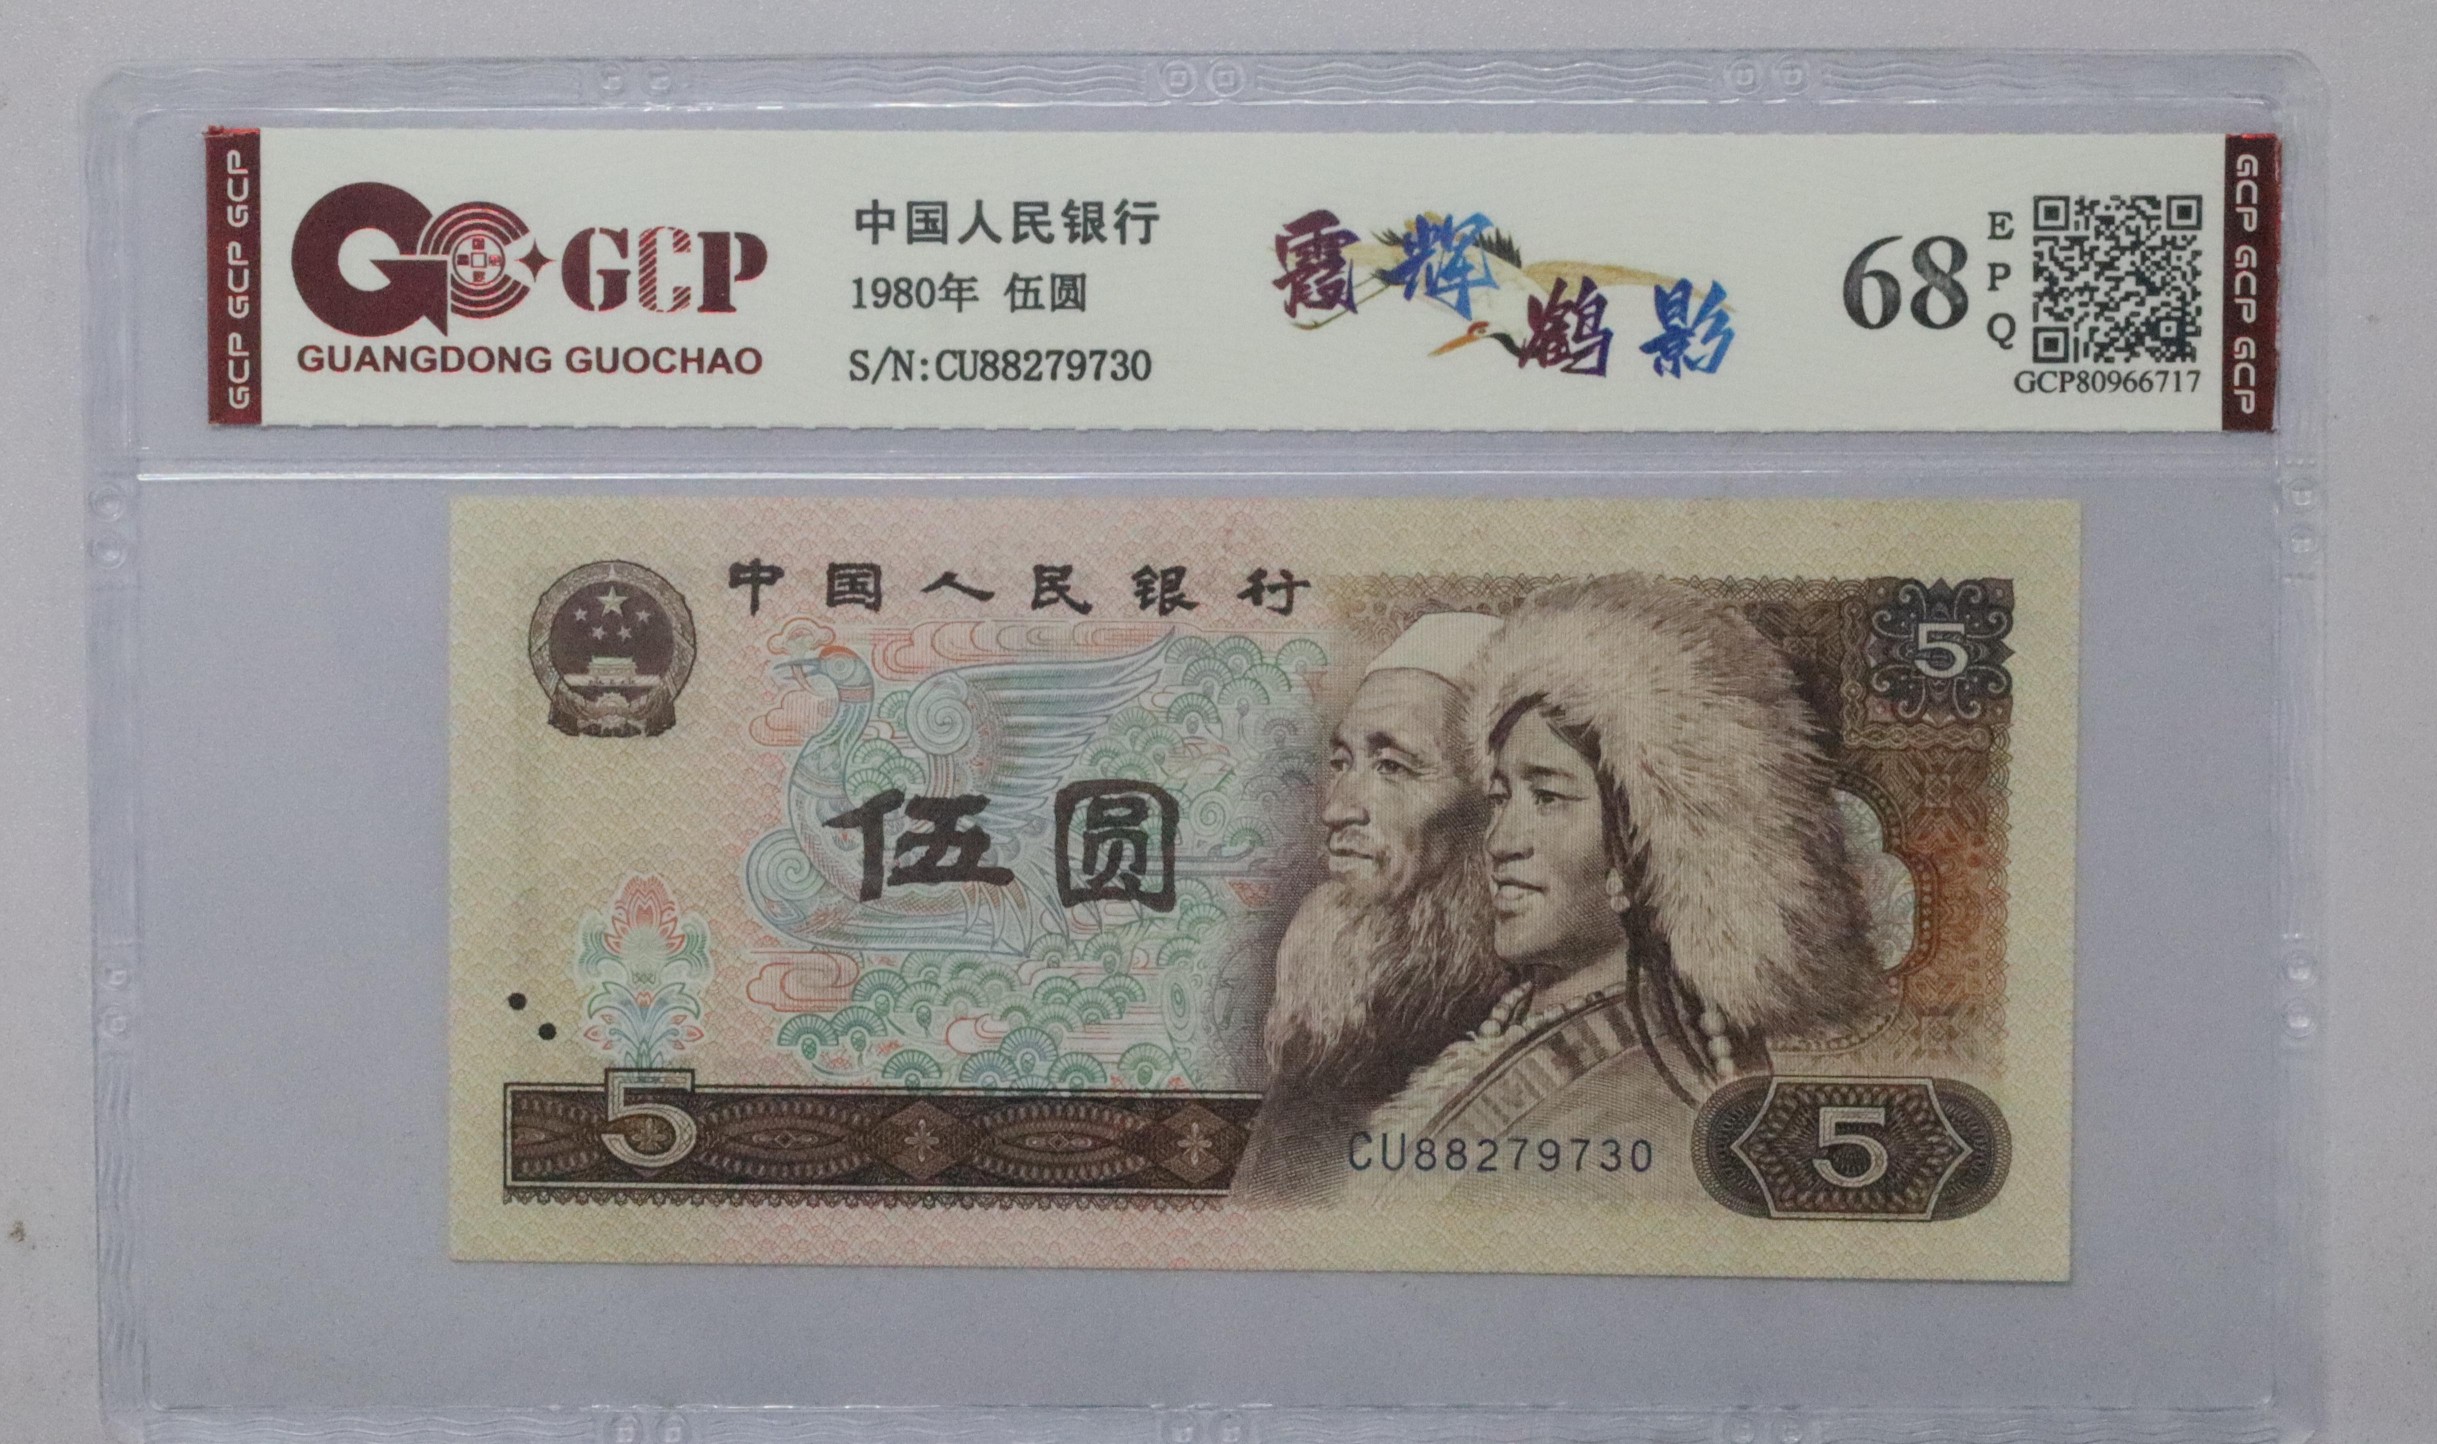 GCP GCP GCP
GCP
GUANGDONG GUOCHAO
中国人民银行
1980年 伍圆
S/N:CU88279730
霞辉
鹤影
68
EPQ
GCP80966717
GCP GCP GCP
中国人民银行
5
伍圆
5
CU88279730
5